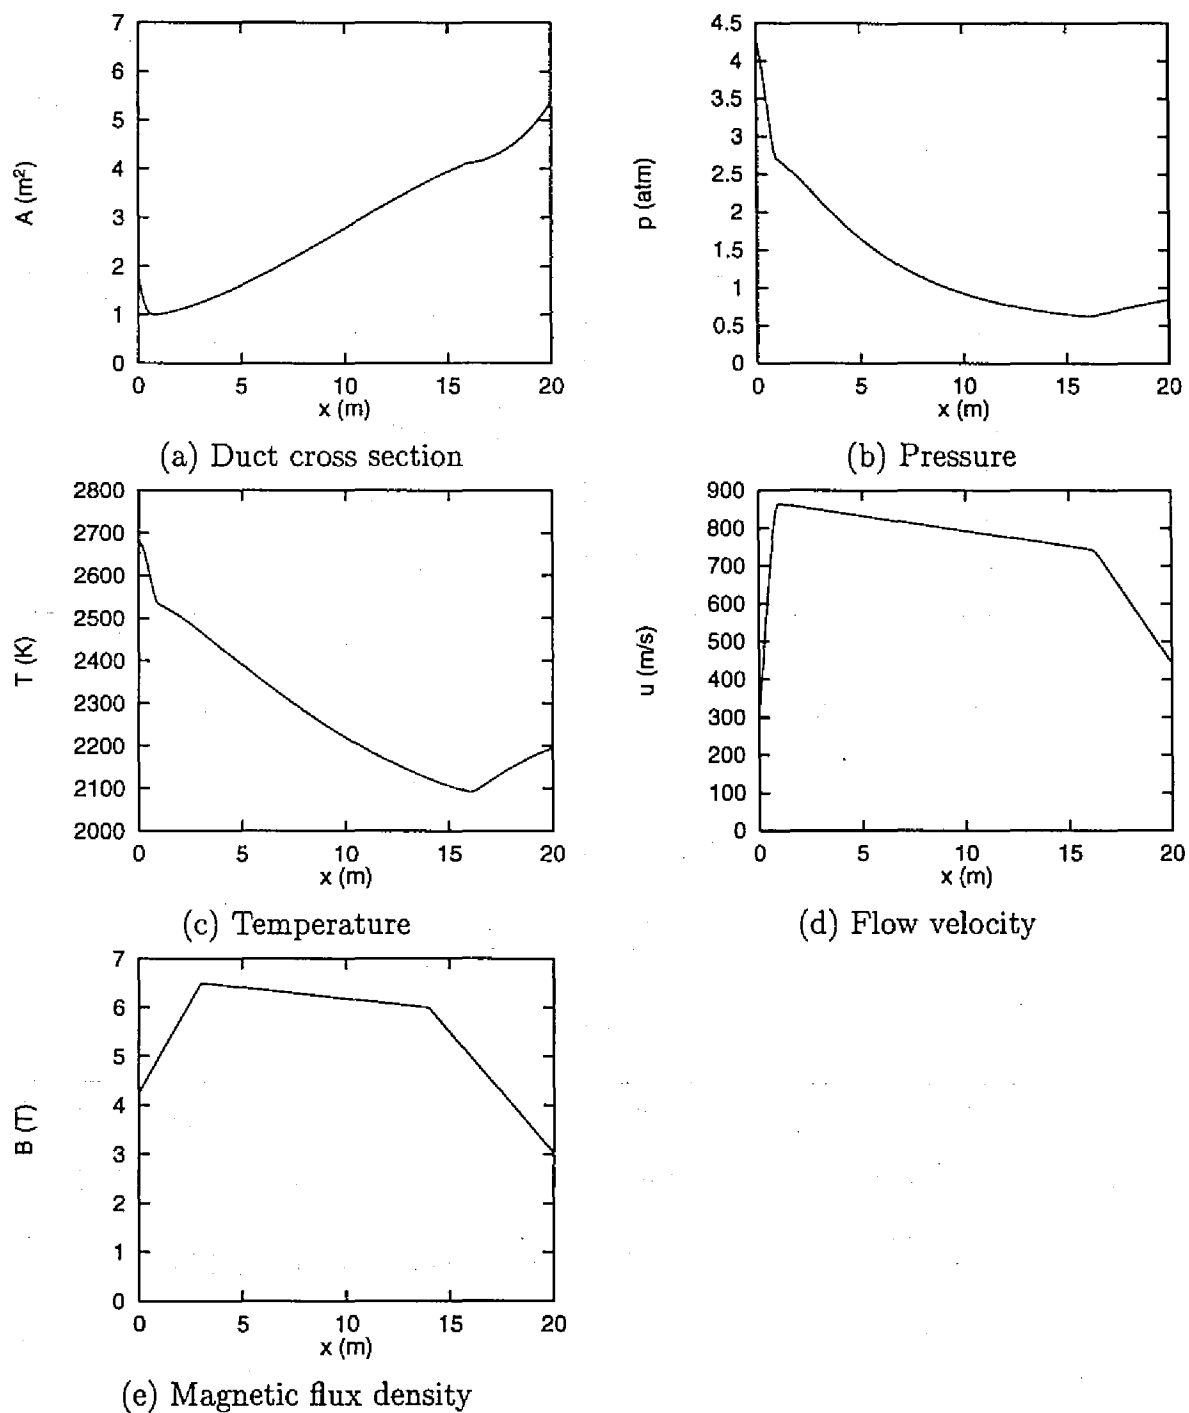 7
6
5
4
3
2
1
0
A (m²)
0 5 10 15 20
x (m)
(a) Duct cross section
4.5
4
3.5
3
2.5
2
1.5
1
0.5
0
p (atm)
0 5 10 15 20
x (m)
(b) Pressure
2800
2700
2600
2500
2400
2300
2200
2100
2000
T (K)
0 5 10 15 20
x (m)
(c) Temperature
900
800
700
600
500
400
300
200
100
0
u (m/s)
0 5 10 15 20
x (m)
(d) Flow velocity
7
6
5
4
3
2
1
0
B (T)
0 5 10 15 20
x (m)
(e) Magnetic flux density